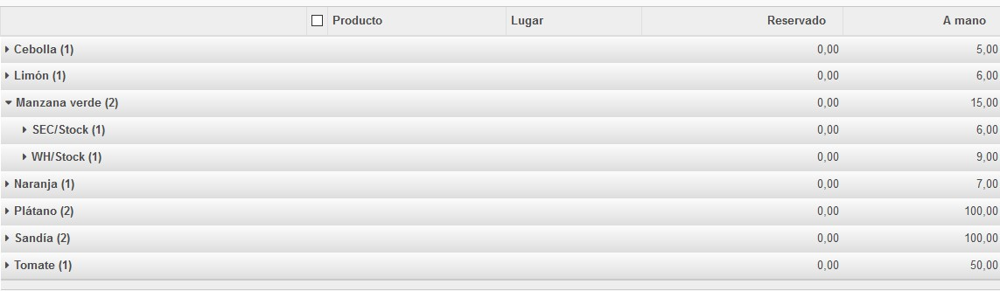 Producto Lugar Reservado A mano
Cebolla (1) 0,00 5,00
Limón (1) 0,00 6,00
Manzana verde (2) 0,00 15,00
SEC/Stock (1) 0,00 6,00
WH/Stock (1) 0,00 9,00
Naranja (1) 0,00 7,00
Plátano (2) 0,00 100,00
Sandía (2) 0,00 100,00
Tomate (1) 0,00 50,00